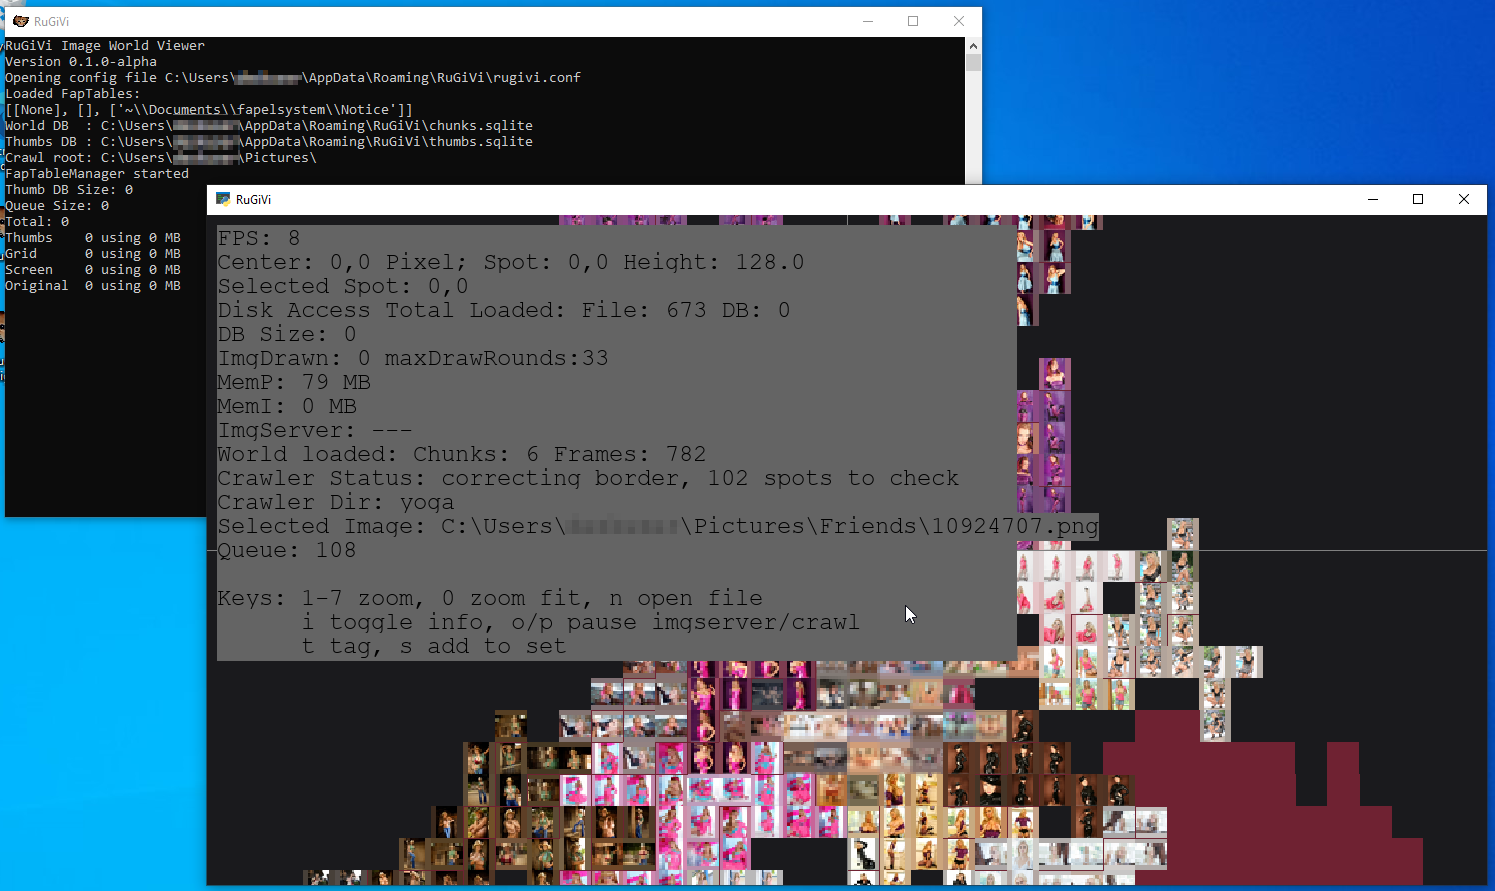 RuGiVi
RuGiVi Image World Viewer
Version 0.1.0-alpha
Opening config file C:\Users\ \AppData\Roaming\RuGiVi\rugivi.conf
Loaded FapTables:
[[None], [], ['~\\Documents\\fapelsystem\\Notice']]
World DB  : C:\Users\ \AppData\Roaming\RuGiVi\chunks.sqlite
Thumbs DB : C:\Users\ \AppData\Roaming\RuGiVi\thumbs.sqlite
Crawl root: C:\Users\ \Pictures\
FapTableManager started
Thumb DB Size: 0
Queue Size: 0
Total: 0
Thumbs    0 using 0 MB
Grid      0 using 0 MB
Screen    0 using 0 MB
Original  0 using 0 MB
RuGiVi
FPS: 8
Center: 0,0 Pixel; Spot: 0,0 Height: 128.0
Selected Spot: 0,0
Disk Access Total Loaded: File: 673 DB: 0
DB Size: 0
ImgDrawn: 0 maxDrawRounds:33
MemP: 79 MB
MemI: 0 MB
ImgServer: ---
World loaded: Chunks: 6 Frames: 782
Crawler Status: correcting border, 102 spots to check
Crawler Dir: yoga
Selected Image: C:\Users\ \Pictures\Friends\10924707.png
Queue: 108
Keys: 1-7 zoom, 0 zoom fit, n open file
i toggle info, o/p pause imgserver/crawl
t tag, s add to set